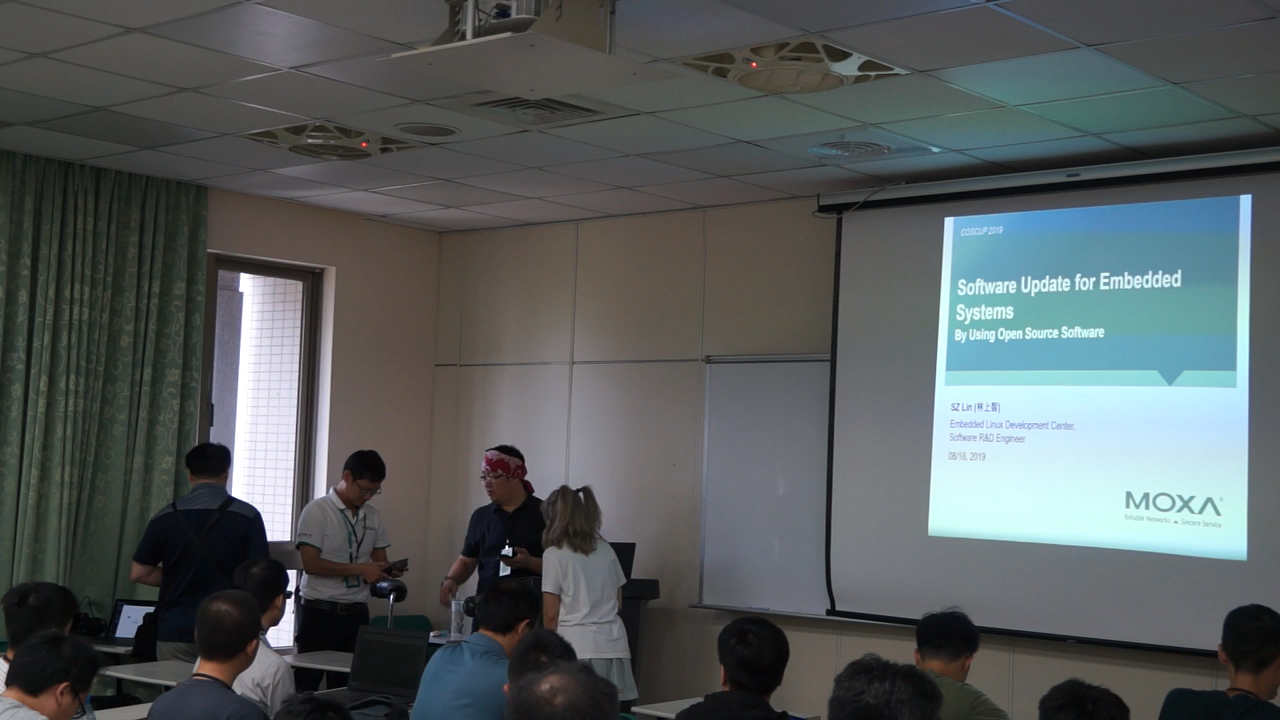 COSCUP 2019
Software Update for Embedded
Systems
By Using Open Source Software
SZ Lin (林上智)
Embedded Linux Development Center,
Software R&D Engineer
08/18, 2019
MOXA®
Reliable Networks ▲ Sincere Service